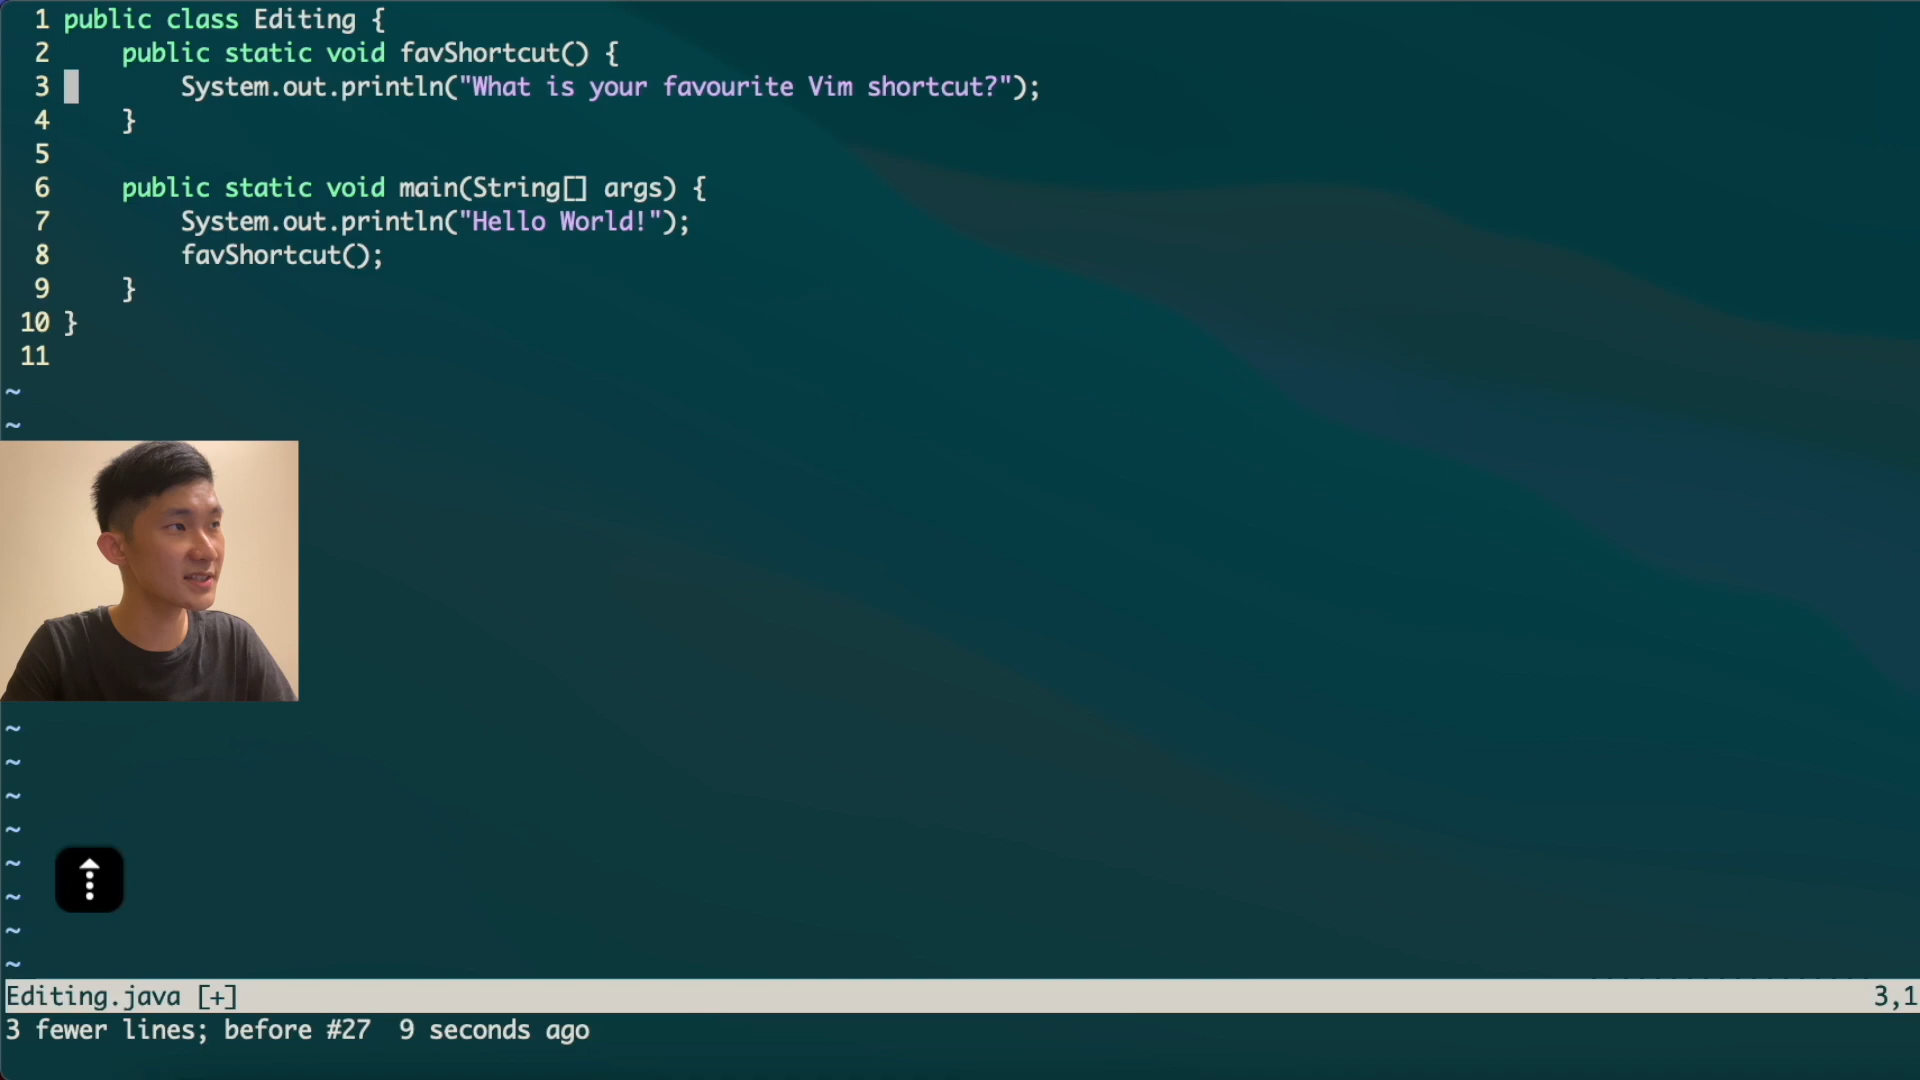 1 public class Editing {
2     public static void favShortcut() {
3         System.out.println("What is your favourite Vim shortcut?");
4     }
5
6     public static void main(String[] args) {
7         System.out.println("Hello World!");
8         favShortcut();
9     }
10 }
11
~
~
~
~
~
~
~
~
~
~
Editing.java [+] 3,1
3 fewer lines; before #27  9 seconds ago